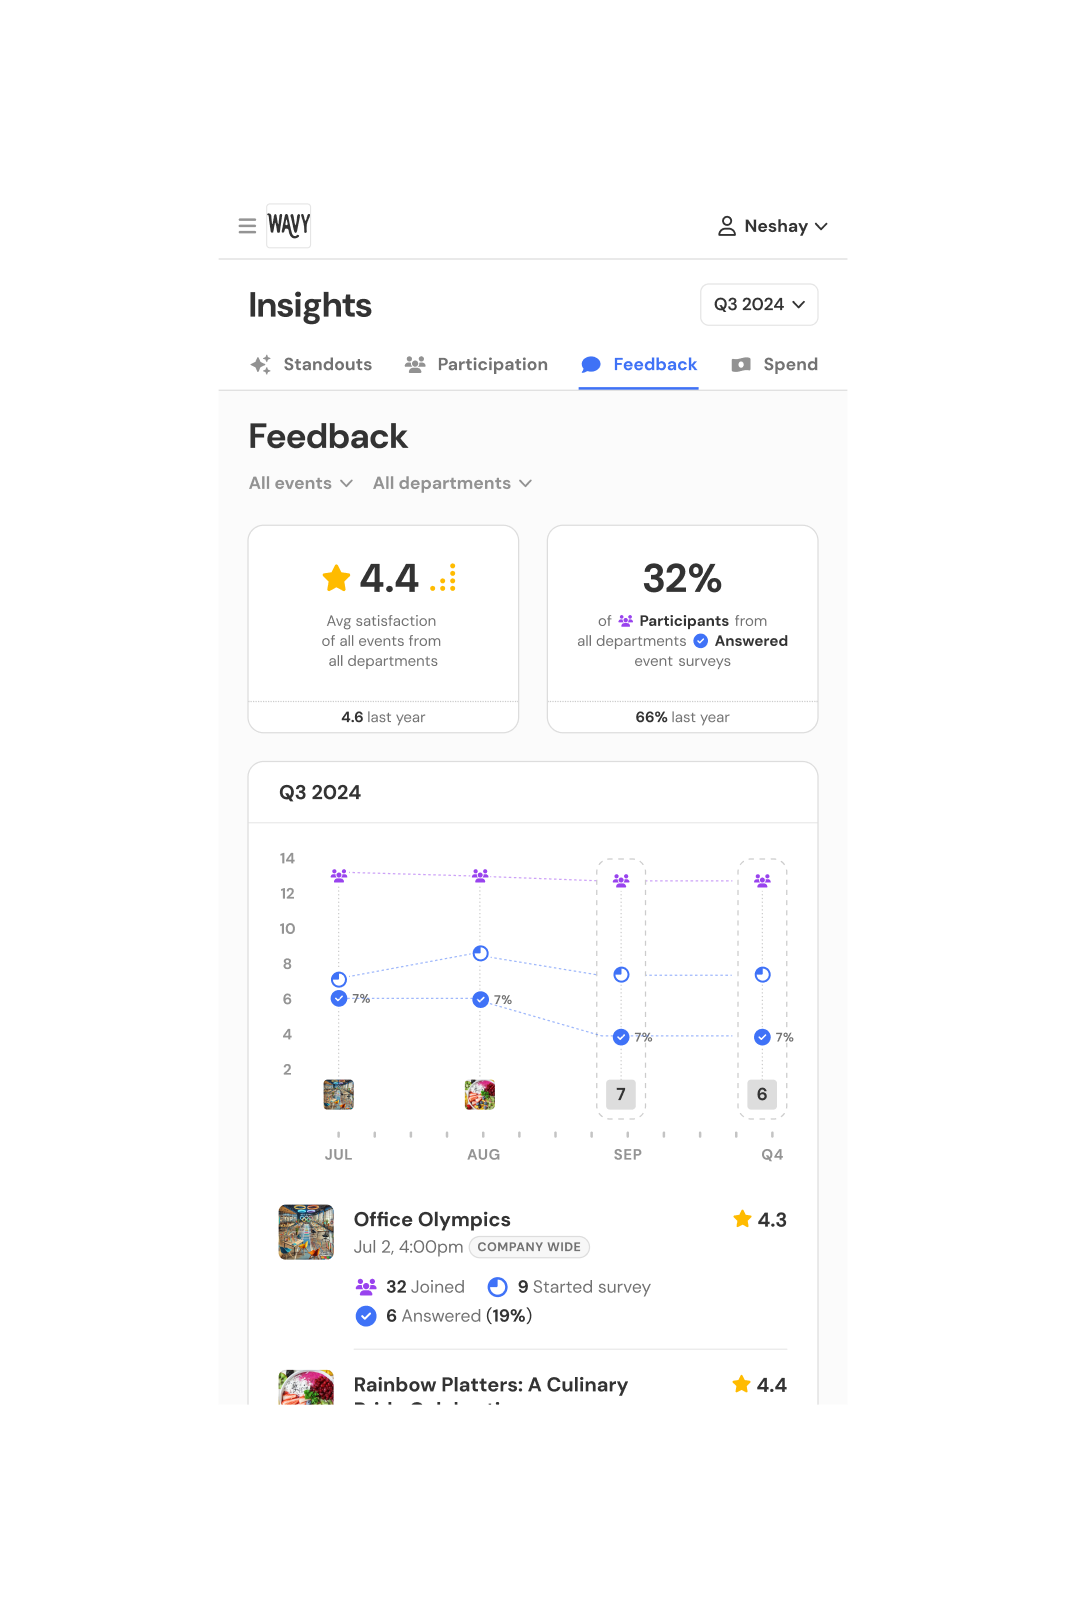 WAVY
Neshay
Insights
Q3 2024
Standouts Participation Feedback Spend
Feedback
All events All departments
4.4
Avg satisfaction
of all events from
all departments
4.6 last year
32%
of Participants from
all departments Answered
event surveys
66% last year
Q3 2024
14
12
10
8
6
4
2
7%
7%
7%
7%
7
6
JUL AUG SEP Q4
Office Olympics 4.3
Jul 2, 4:00pm COMPANY WIDE
32 Joined 9 Started survey
6 Answered (19%)
Rainbow Platters: A Culinary 4.4